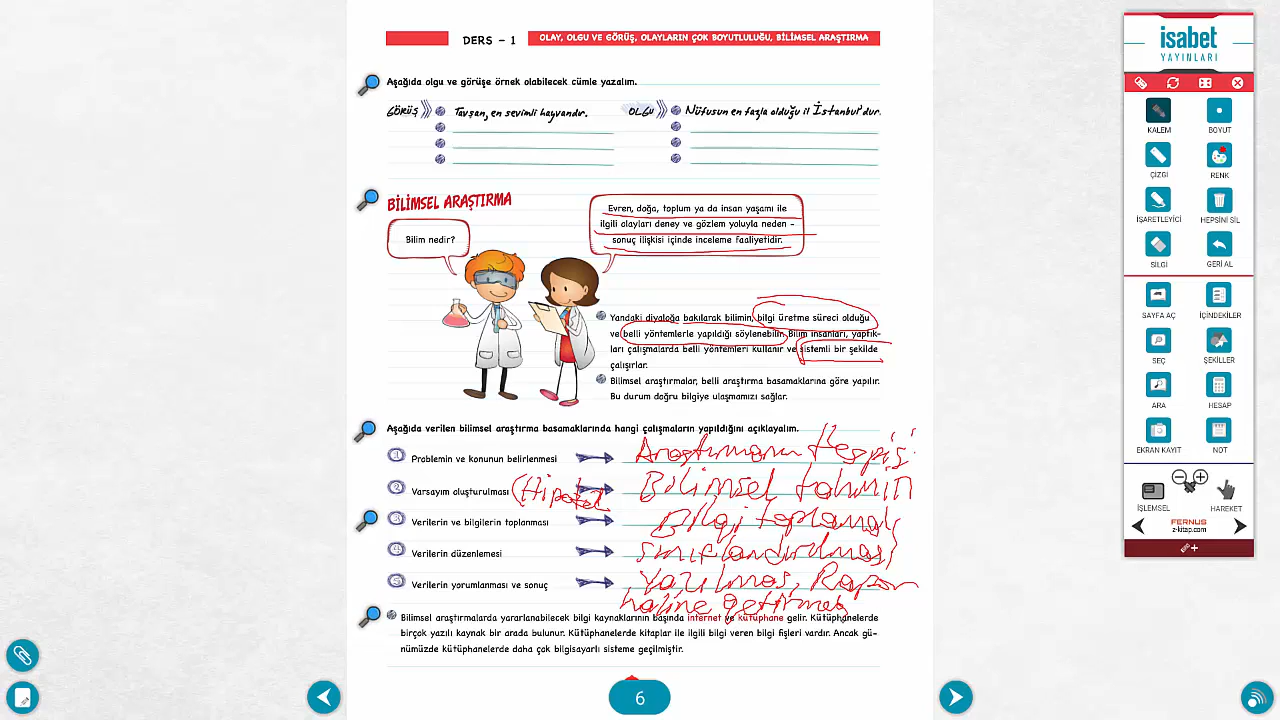 DERS - 1
OLAY, OLGU VE GÖRÜŞ, OLAYLARIN ÇOK BOYUTLULUĞU, BİLİMSEL ARAŞTIRMA
Aşağıda olgu ve görüşe örnek olabilecek cümle yazalım.
GÖRÜŞ
Tavşan, en sevimli hayvandır.
OLGU
Nüfusun en fazla olduğu il İstanbul'dur.
BİLİMSEL ARAŞTIRMA
Bilim nedir?
Evren, doğa, toplum ya da insan yaşamı ile
ilgili olayları deney ve gözlem yoluyla neden -
sonuç ilişkisi içinde inceleme faaliyetidir.
Yandaki diyaloğa bakılarak bilimin, bilgi üretme süreci olduğu
ve belli yöntemlerle yapıldığı söylenebilir. Bilim insanları, yaptık-
ları çalışmalarda belli yöntemleri kullanır ve sistemli bir şekilde
çalışırlar.
Bilimsel araştırmalar, belli araştırma basamaklarına göre yapılır.
Bu durum doğru bilgiye ulaşmamızı sağlar.
Aşağıda verilen bilimsel araştırma basamaklarında hangi çalışmaların yapıldığını açıklayalım.
1 Problemin ve konunun belirlenmesi
Araştırmanın
2 Varsayım oluşturulması (Hipotez
Bilimsel tahmin
3 Verilerin ve bilgilerin toplanması
Bilgi toplamak
4 Verilerin düzenlemesi
sınıflandırılması
5 Verilerin yorumlanması ve sonuç
Yazılması, Rapor
haline getirmek
Bilimsel araştırmalarda yararlanabilecek bilgi kaynaklarının başında internet ve kütüphane gelir. Kütüphanelerde
birçok yazılı kaynak bir arada bulunur. Kütüphanelerde kitaplar ile ilgili bilgi veren bilgi fişleri vardır. Ancak gü-
nümüzde kütüphanelerde daha çok bilgisayarlı sisteme geçilmiştir.
6
isabet
YAYINLARI
KALEM
BOYUT
ÇİZGİ
RENK
İŞARETLEYİCİ
HEPSİNİ SİL
SİLGİ
GERİ AL
SAYFA AÇ
İÇİNDEKİLER
SEÇ
ŞEKİLLER
ARA
HESAP
EKRAN KAYIT
NOT
İŞLEMSEL
HAREKET
FERNUS
z-kitap.com